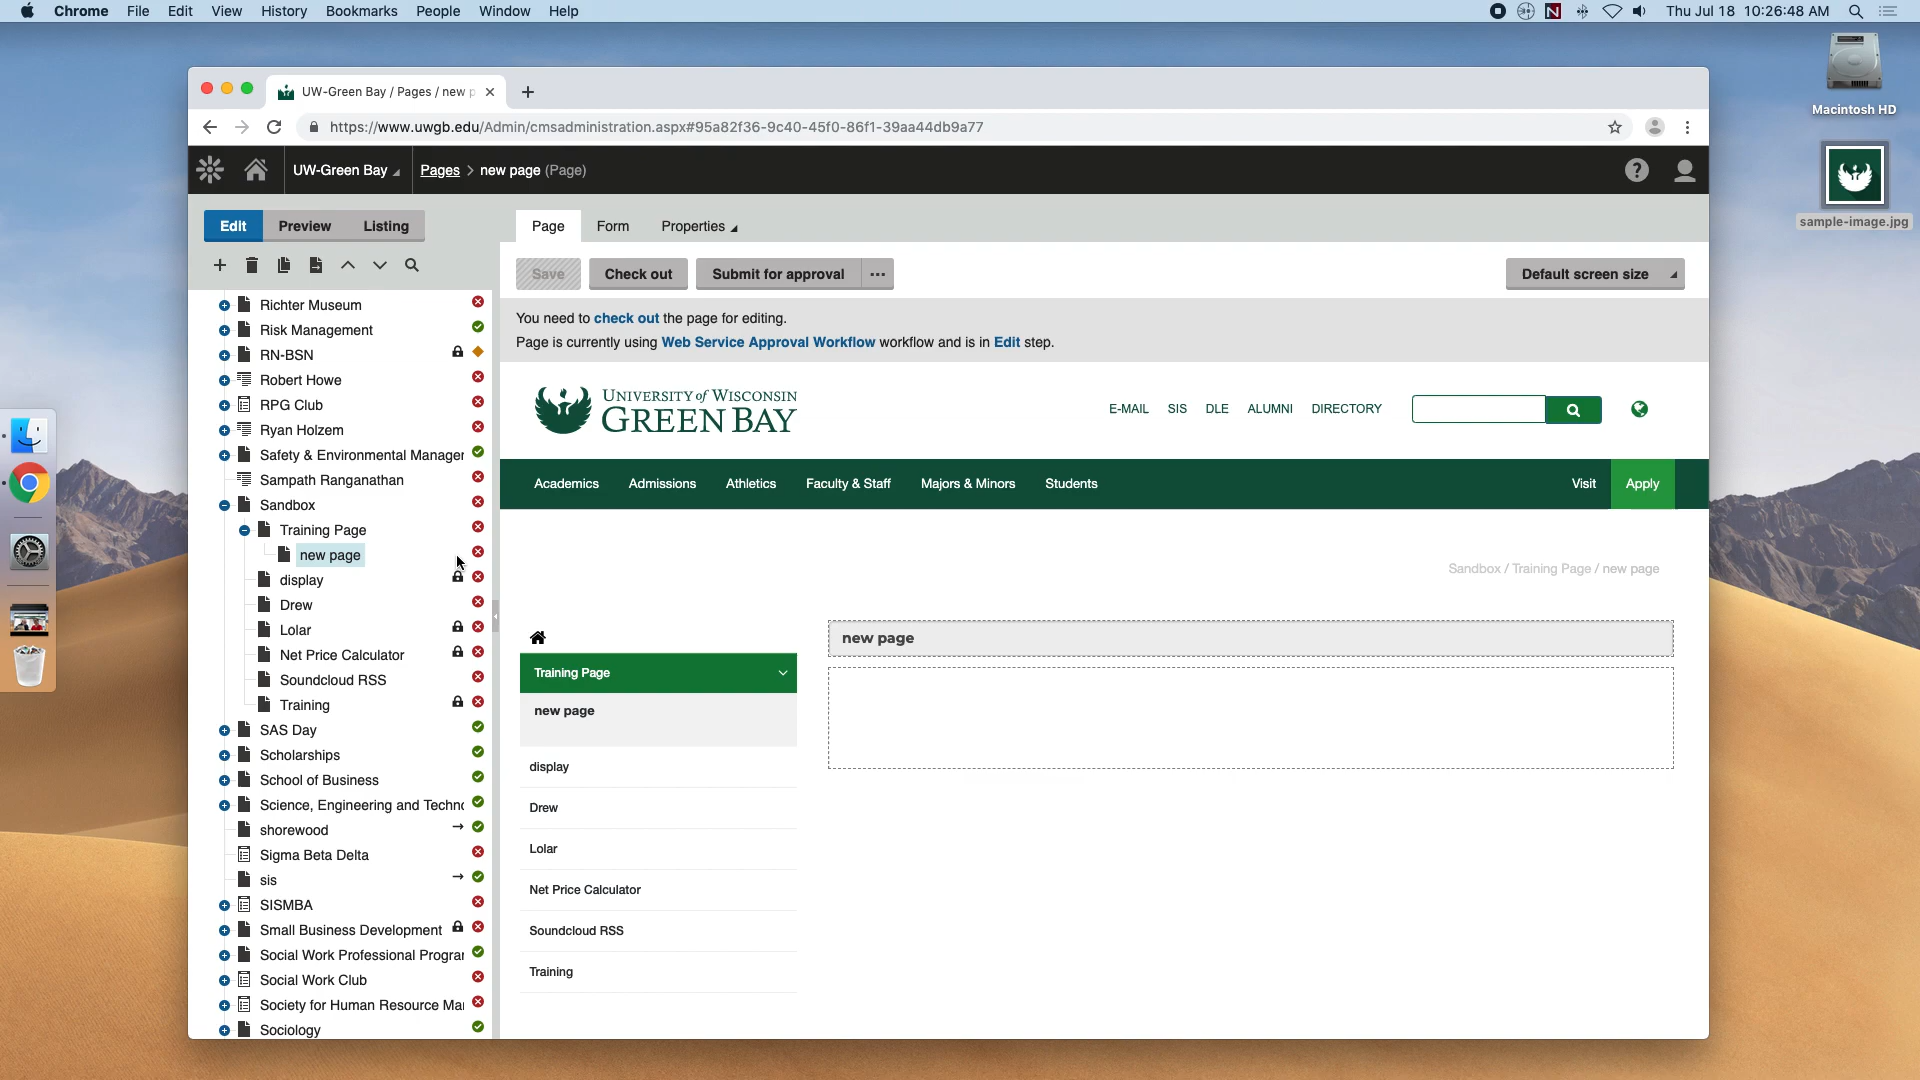 Chrome File Edit View History Bookmarks People Window Help
Thu Jul 18 10:26:48 AM
Macintosh HD
sample-image.jpg
UW-Green Bay / Pages / new p
https://www.uwgb.edu/Admin/cmsadministration.aspx#95a82f36-9c40-45f0-86f1-39aa44db9a77
UW-Green Bay Pages > new page (Page)
Edit Preview Listing
Page Form Properties
Save Check out Submit for approval ... Default screen size
You need to check out the page for editing.
Page is currently using Web Service Approval Workflow workflow and is in Edit step.
Richter Museum
Risk Management
RN-BSN
Robert Howe
RPG Club
Ryan Holzem
Safety & Environmental Manager
Sampath Ranganathan
Sandbox
Training Page
new page
display
Drew
Lolar
Net Price Calculator
Soundcloud RSS
Training
SAS Day
Scholarships
School of Business
Science, Engineering and Techno
shorewood
Sigma Beta Delta
sis
SISMBA
Small Business Development
Social Work Professional Program
Social Work Club
Society for Human Resource Man
Sociology
UNIVERSITY of WISCONSIN
GREEN BAY
E-MAIL SIS DLE ALUMNI DIRECTORY
Academics Admissions Athletics Faculty & Staff Majors & Minors Students Visit Apply
Sandbox / Training Page / new page
Training Page
new page
display
Drew
Lolar
Net Price Calculator
Soundcloud RSS
Training
new page